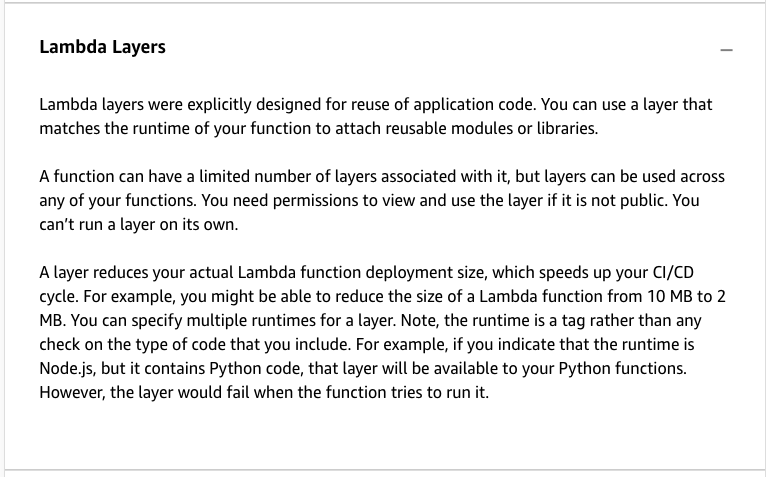 Lambda Layers
Lambda layers were explicitly designed for reuse of application code. You can use a layer that
matches the runtime of your function to attach reusable modules or libraries.
A function can have a limited number of layers associated with it, but layers can be used across
any of your functions. You need permissions to view and use the layer if it is not public. You
can’t run a layer on its own.
A layer reduces your actual Lambda function deployment size, which speeds up your CI/CD
cycle. For example, you might be able to reduce the size of a Lambda function from 10 MB to 2
MB. You can specify multiple runtimes for a layer. Note, the runtime is a tag rather than any
check on the type of code that you include. For example, if you indicate that the runtime is
Node.js, but it contains Python code, that layer will be available to your Python functions.
However, the layer would fail when the function tries to run it.